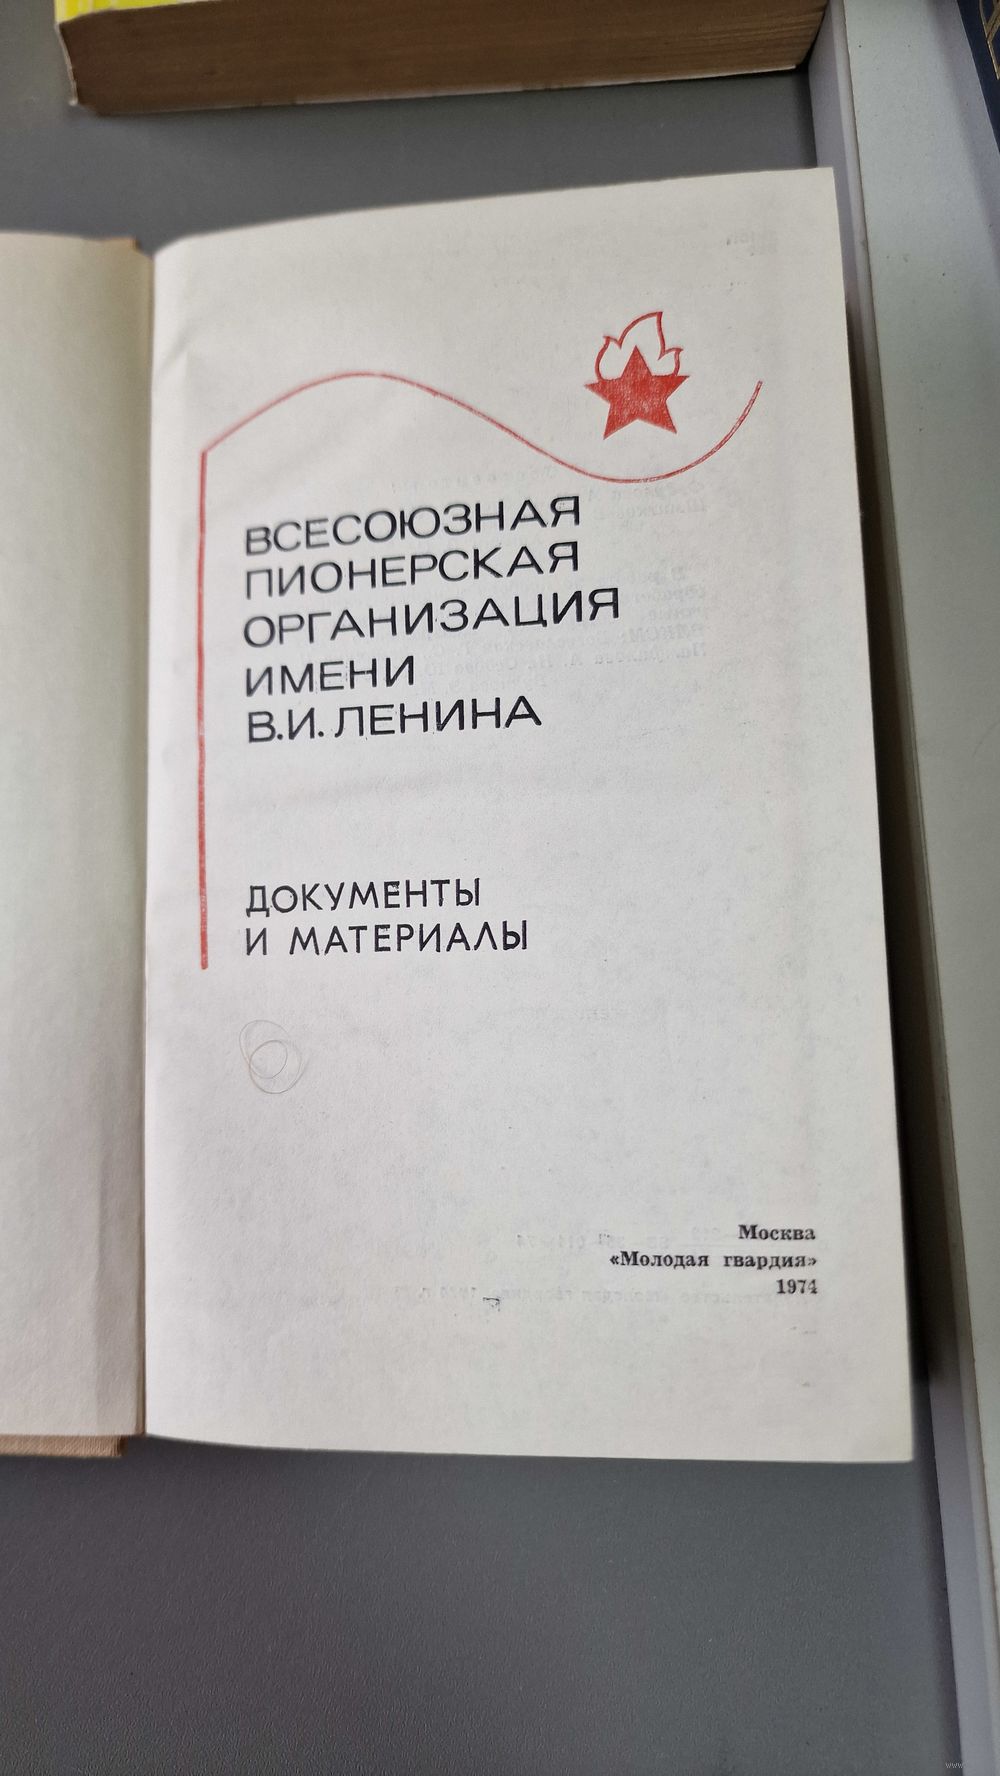 ВСЕСОЮЗНАЯ
ПИОНЕРСКАЯ
ОРГАНИЗАЦИЯ
ИМЕНИ
В.И. ЛЕНИНА
ДОКУМЕНТЫ
И МАТЕРИАЛЫ
Москва
«Молодая гвардия»
1974